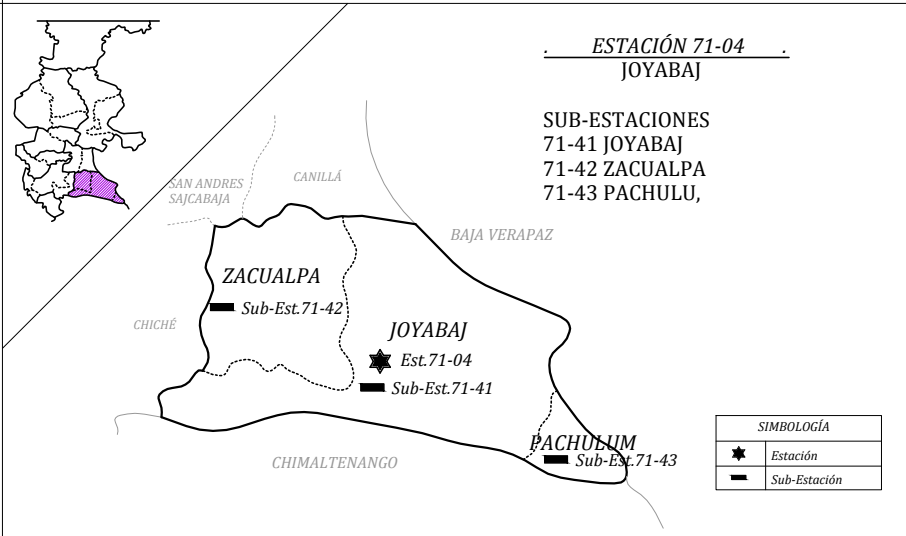 . ESTACIÓN 71-04 .
JOYABAJ
SUB-ESTACIONES
71-41 JOYABAJ
71-42 ZACUALPA
71-43 PACHULU,
SAN ANDRES
SAJCABAJA
CANILLÁ
BAJA VERAPAZ
ZACUALPA
Sub-Est.71-42
CHICHÉ
JOYABAJ
Est.71-04
Sub-Est.71-41
PACHULUM
Sub-Est.71-43
CHIMALTENANGO
SIMBOLOGÍA
Estación
Sub-Estación